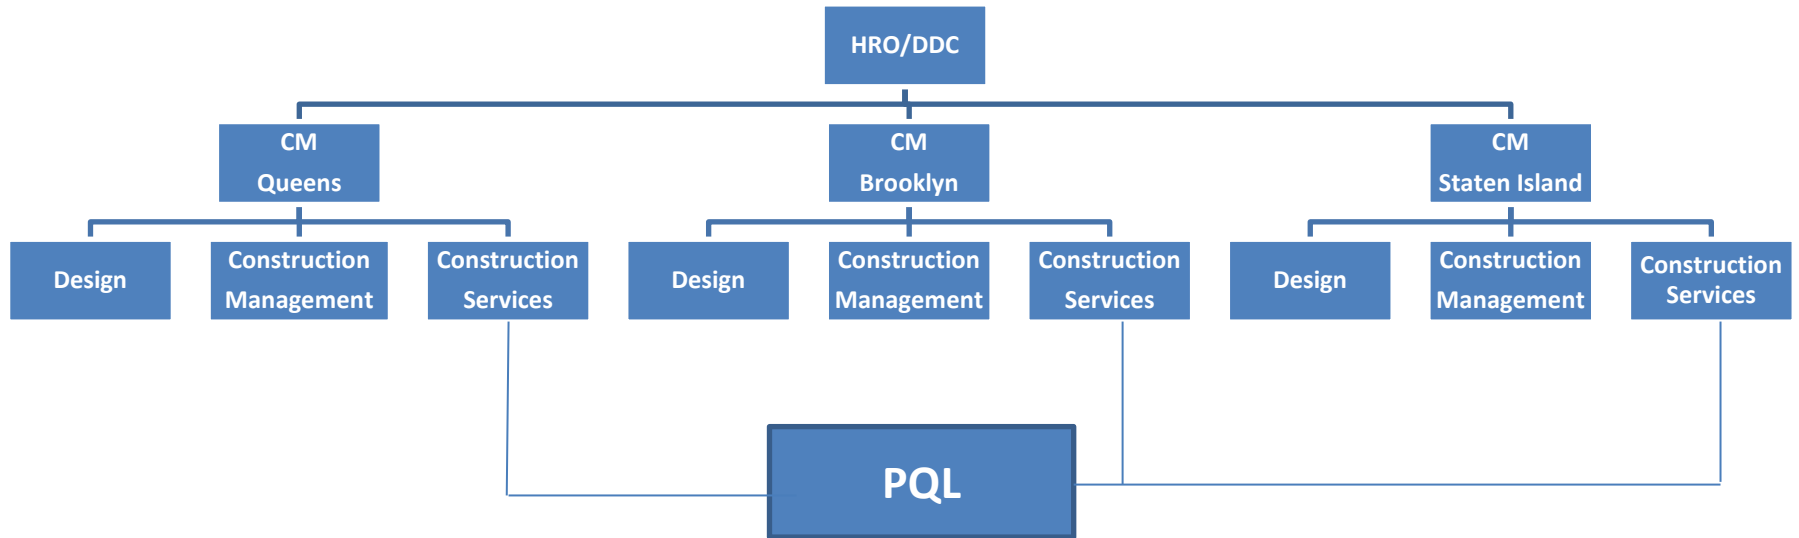 HRO/DDC
CM
Queens
CM
Brooklyn
CM
Staten Island
Design
Construction
Management
Construction
Services
Design
Construction
Management
Construction
Services
Design
Construction
Management
Construction
Services
PQL